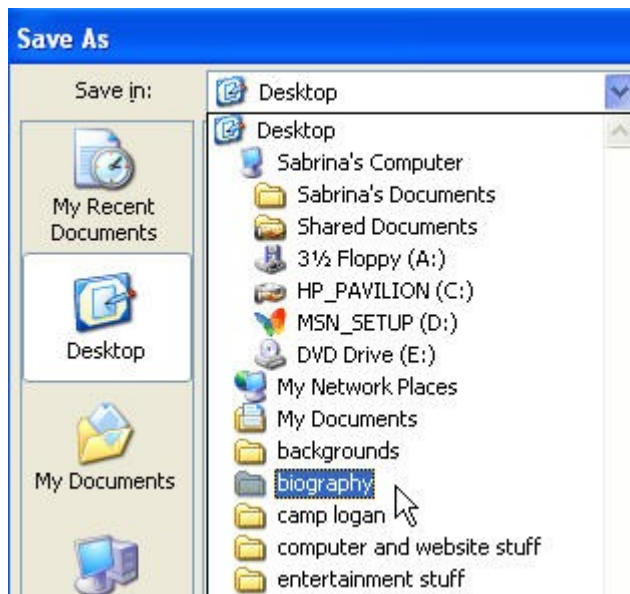 Save As
Save in:
Desktop
Desktop
Sabrina's Computer
Sabrina's Documents
Shared Documents
3½ Floppy (A:)
HP_PAVILION (C:)
MSN_SETUP (D:)
DVD Drive (E:)
My Network Places
My Documents
backgrounds
biography
camp logan
computer and website stuff
entertainment stuff
My Recent
Documents
Desktop
My Documents